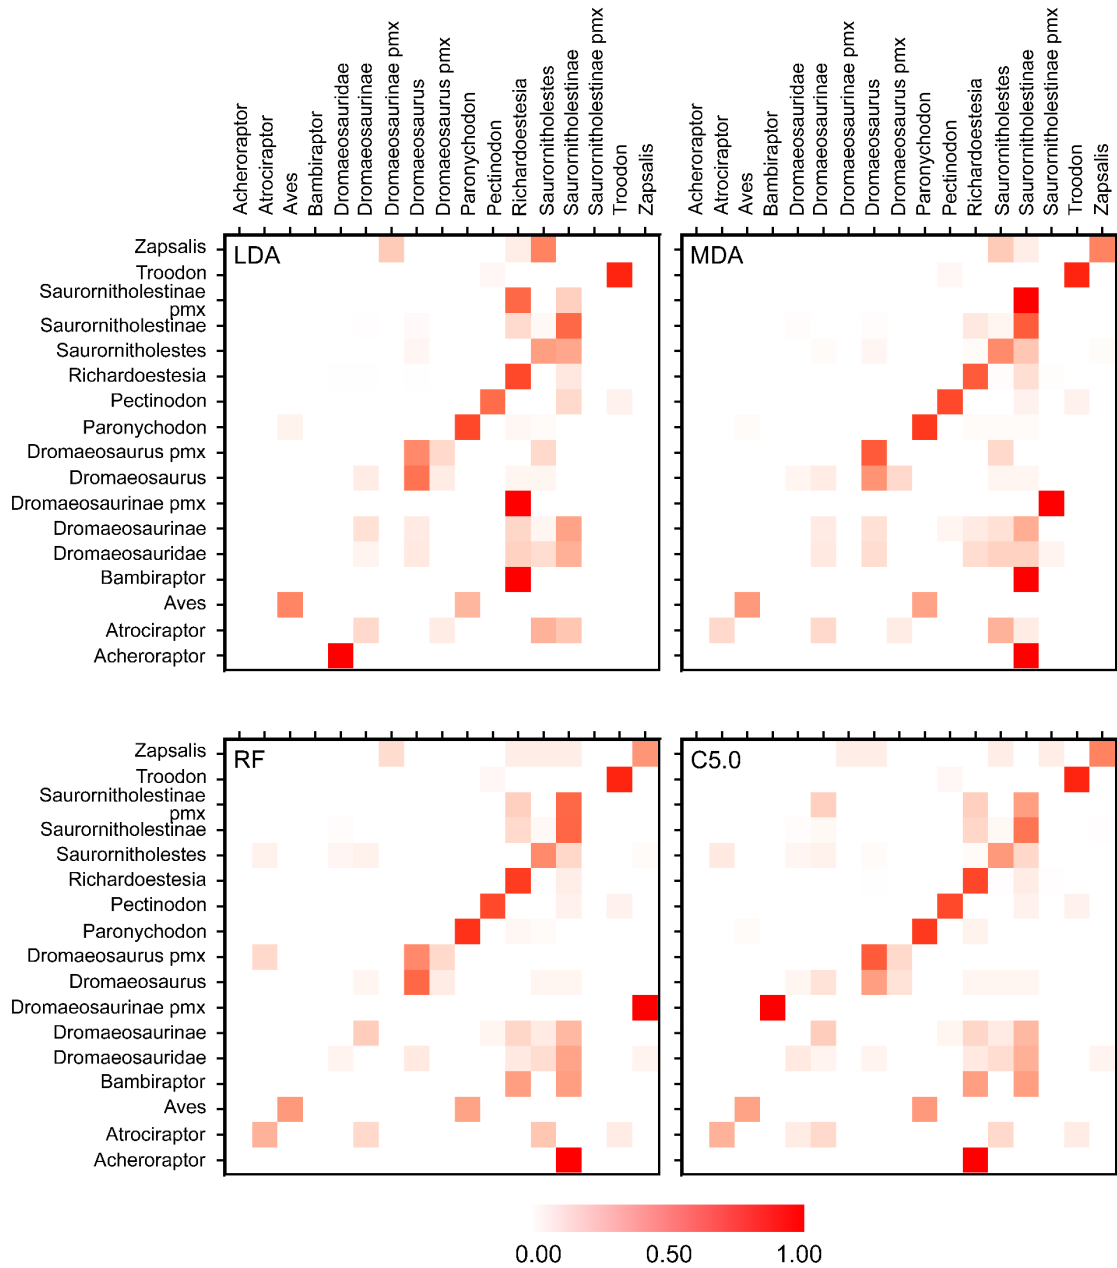 Acheroraptor
Atrociraptor
Aves
Bambiraptor
Dromaeosauridae
Dromaeosaurinae
Dromaeosaurinae pmx
Dromaeosaurus
Dromaeosaurus pmx
Paronychodon
Pectinodon
Richardoestesia
Saurornitholestes
Saurornitholestinae
Saurornitholestinae pmx
Troodon
Zapsalis
Acheroraptor
Atrociraptor
Aves
Bambiraptor
Dromaeosauridae
Dromaeosaurinae
Dromaeosaurinae pmx
Dromaeosaurus
Dromaeosaurus pmx
Paronychodon
Pectinodon
Richardoestesia
Saurornitholestes
Saurornitholestinae
Saurornitholestinae pmx
Troodon
Zapsalis
LDA
MDA
Zapsalis
Troodon
Saurornitholestinae
pmx
Saurornitholestinae
Saurornitholestes
Richardoestesia
Pectinodon
Paronychodon
Dromaeosaurus pmx
Dromaeosaurus
Dromaeosaurinae pmx
Dromaeosaurinae
Dromaeosauridae
Bambiraptor
Aves
Atrociraptor
Acheroraptor
RF
C5.0
Zapsalis
Troodon
Saurornitholestinae
pmx
Saurornitholestinae
Saurornitholestes
Richardoestesia
Pectinodon
Paronychodon
Dromaeosaurus pmx
Dromaeosaurus
Dromaeosaurinae pmx
Dromaeosaurinae
Dromaeosauridae
Bambiraptor
Aves
Atrociraptor
Acheroraptor
0.00 0.50 1.00